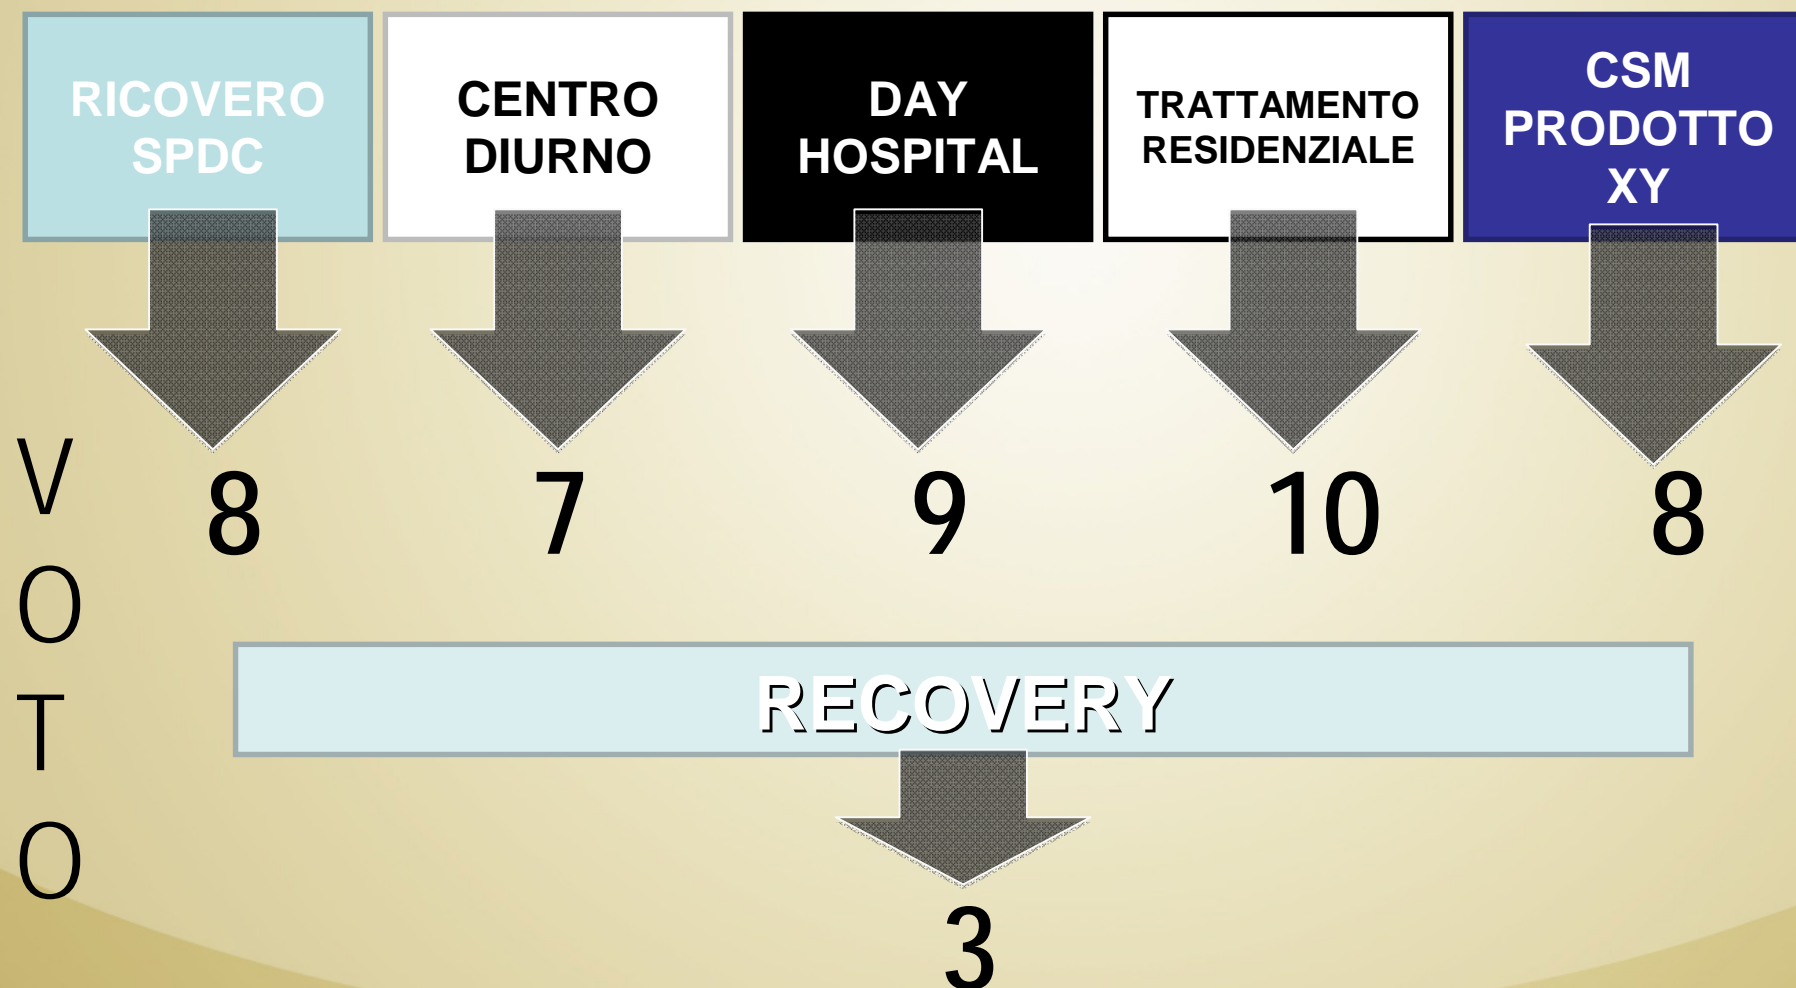 RICOVERO
SPDC
CENTRO
DIURNO
DAY
HOSPITAL
TRATTAMENTO
RESIDENZIALE
CSM
PRODOTTO
XY
V
O
T
O
8
7
9
10
8
RECOVERY
3